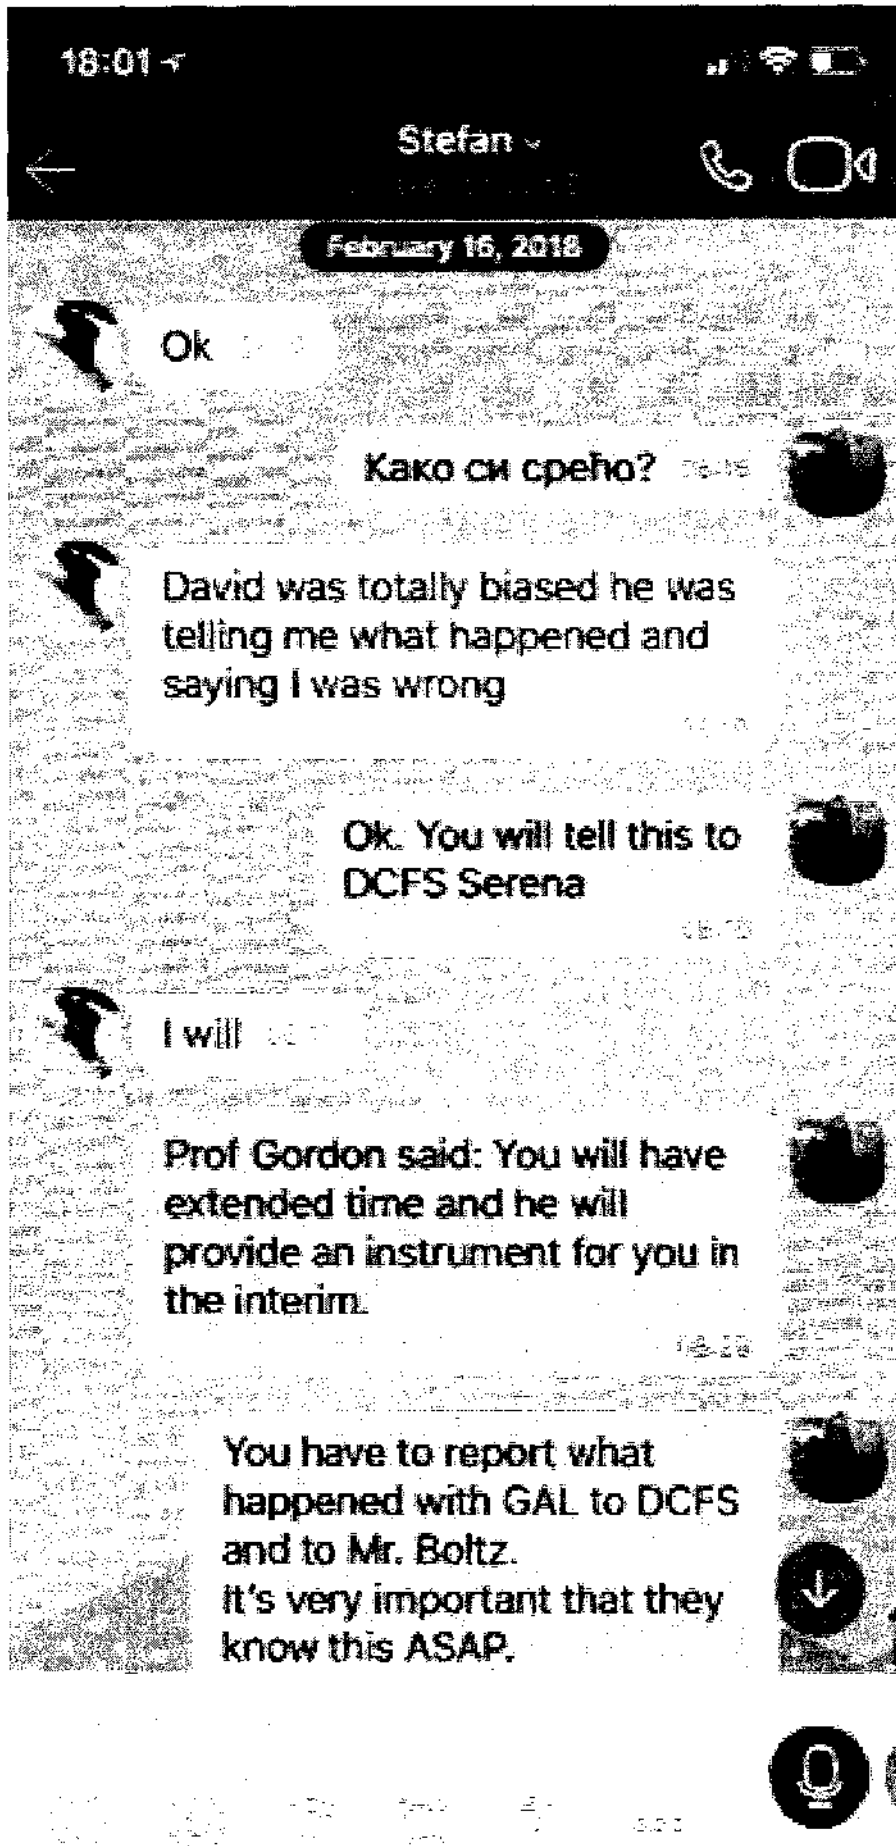 18:01
Stefan
February 16, 2018
Ok
Како си срећо?
David was totally biased he was
telling me what happened and
saying I was wrong
Ok. You will tell this to
DCFS Serena
I will
Prof Gordon said: You will have
extended time and he will
provide an instrument for you in
the interim.
You have to report what
happened with GAL to DCFS
and to Mr. Boltz.
It's very important that they
know this ASAP.